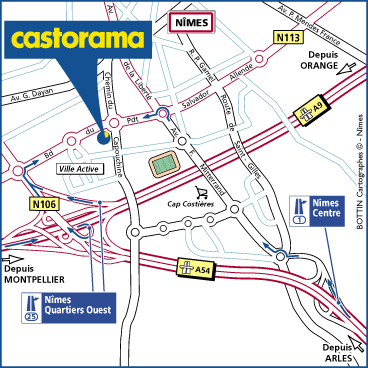 castorama
NÎMES
Av. P. Mendes France
N113
Depuis
ORANGE
Av. G. Dayan
Chemin du
Capouchine
Av. de la Liberté
R. P. Gamel
Route de
Saint - Gilles
Bd du Pdt Salvador Allende
A9
Ville Active
Av. F. Mitterrand
Cap Costières
N106
Nîmes
Centre
1
A54
Depuis
MONTPELLIER
Nîmes
Quartiers Ouest
25
Depuis
ARLES
BOTTIN Cartographes © - Nîmes